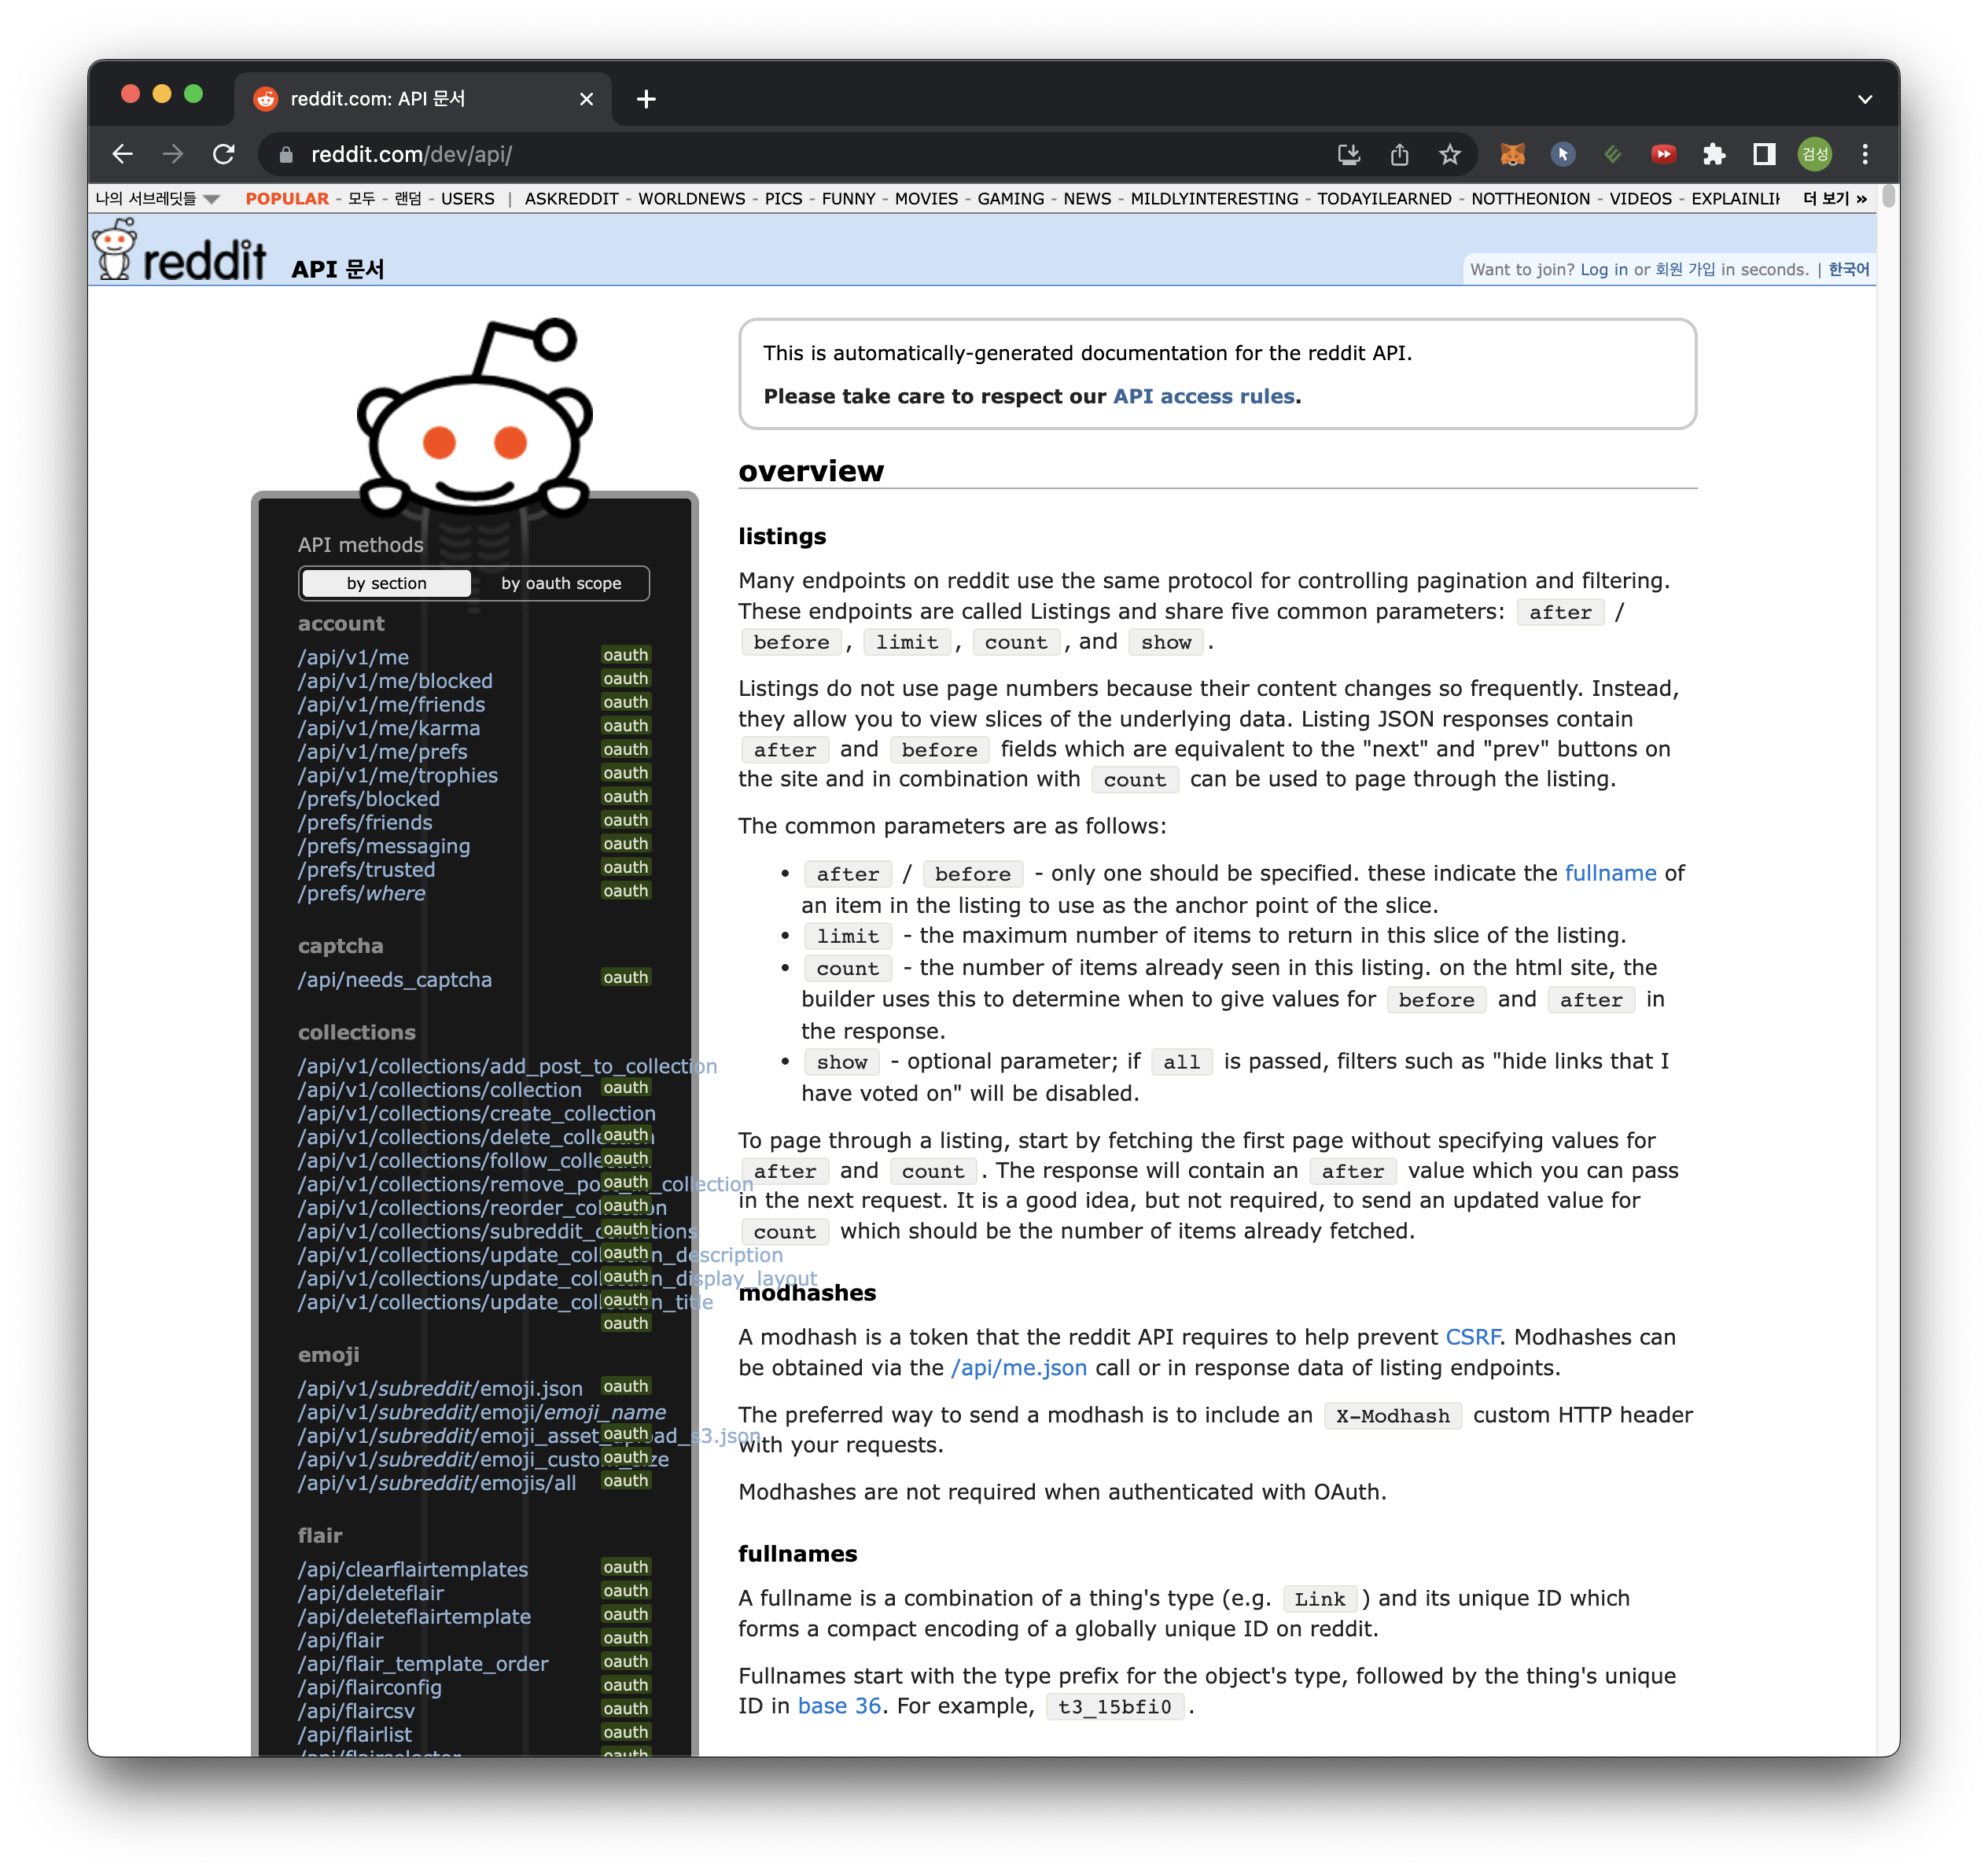 reddit.com: API 문서
reddit.com/dev/api/
검성
나의 서브레딧들 POPULAR - 모두 - 랜덤 - USERS | ASKREDDIT - WORLDNEWS - PICS - FUNNY - MOVIES - GAMING - NEWS - MILDLYINTERESTING - TODAYILEARNED - NOTTHEONION - VIDEOS - 더 보기 »
reddit API 문서
Want to join? Log in or 회원 가입 in seconds. | 한국어
API methods
by section by oauth scope
account
/api/v1/me oauth
/api/v1/me/blocked oauth
/api/v1/me/friends oauth
/api/v1/me/karma oauth
/api/v1/me/prefs oauth
/api/v1/me/trophies oauth
/prefs/blocked oauth
/prefs/friends oauth
/prefs/messaging oauth
/prefs/trusted oauth
/prefs/where oauth
captcha
/api/needs_captcha oauth
collections
/api/v1/collections/add_post_to_collection
/api/v1/collections/collection oauth
/api/v1/collections/create_collection
/api/v1/collections/delete_collection oauth
/api/v1/collections/follow_collection oauth
/api/v1/collections/remove_post_in_collection oauth
/api/v1/collections/reorder_collection oauth
/api/v1/collections/subreddit_collections oauth
/api/v1/collections/update_collection_description oauth
/api/v1/collections/update_collection_display_layout oauth
/api/v1/collections/update_collection_title oauth
oauth
emoji
/api/v1/subreddit/emoji.json oauth
/api/v1/subreddit/emoji/emoji_name
/api/v1/subreddit/emoji_asset_upload_s3.json oauth
/api/v1/subreddit/emoji_custom_size oauth
/api/v1/subreddit/emojis/all oauth
flair
/api/clearflairtemplates oauth
/api/deleteflair oauth
/api/deleteflairtemplate oauth
/api/flair oauth
/api/flair_template_order oauth
/api/flairconfig oauth
/api/flaircsv oauth
/api/flairlist oauth
/api/flairselector oauth
This is automatically-generated documentation for the reddit API.
Please take care to respect our API access rules.
overview
listings
Many endpoints on reddit use the same protocol for controlling pagination and filtering.
These endpoints are called Listings and share five common parameters: after /
before, limit, count, and show.
Listings do not use page numbers because their content changes so frequently. Instead,
they allow you to view slices of the underlying data. Listing JSON responses contain
after and before fields which are equivalent to the "next" and "prev" buttons on
the site and in combination with count can be used to page through the listing.
The common parameters are as follows:
• after / before - only one should be specified. these indicate the fullname of
an item in the listing to use as the anchor point of the slice.
• limit - the maximum number of items to return in this slice of the listing.
• count - the number of items already seen in this listing. on the html site, the
builder uses this to determine when to give values for before and after in
the response.
• show - optional parameter; if all is passed, filters such as "hide links that I
have voted on" will be disabled.
To page through a listing, start by fetching the first page without specifying values for
after and count. The response will contain an after value which you can pass
in the next request. It is a good idea, but not required, to send an updated value for
count which should be the number of items already fetched.
modhashes
A modhash is a token that the reddit API requires to help prevent CSRF. Modhashes can
be obtained via the /api/me.json call or in response data of listing endpoints.
The preferred way to send a modhash is to include an X-Modhash custom HTTP header
with your requests.
Modhashes are not required when authenticated with OAuth.
fullnames
A fullname is a combination of a thing's type (e.g. Link) and its unique ID which
forms a compact encoding of a globally unique ID on reddit.
Fullnames start with the type prefix for the object's type, followed by the thing's unique
ID in base 36. For example, t3_15bfi0.